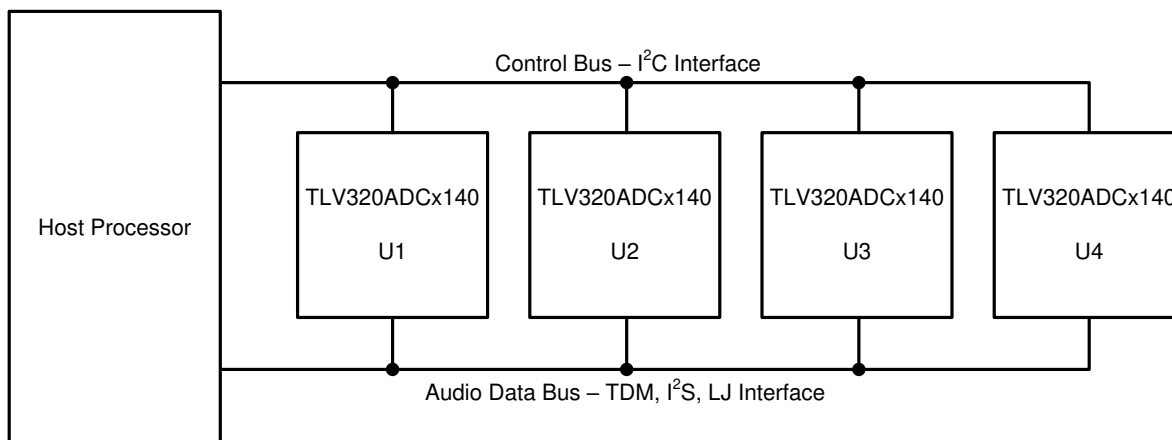 Control Bus – I²C Interface
TLV320ADCx140
U1
TLV320ADCx140
U2
TLV320ADCx140
U3
TLV320ADCx140
U4
Host Processor
Audio Data Bus – TDM, I²S, LJ Interface